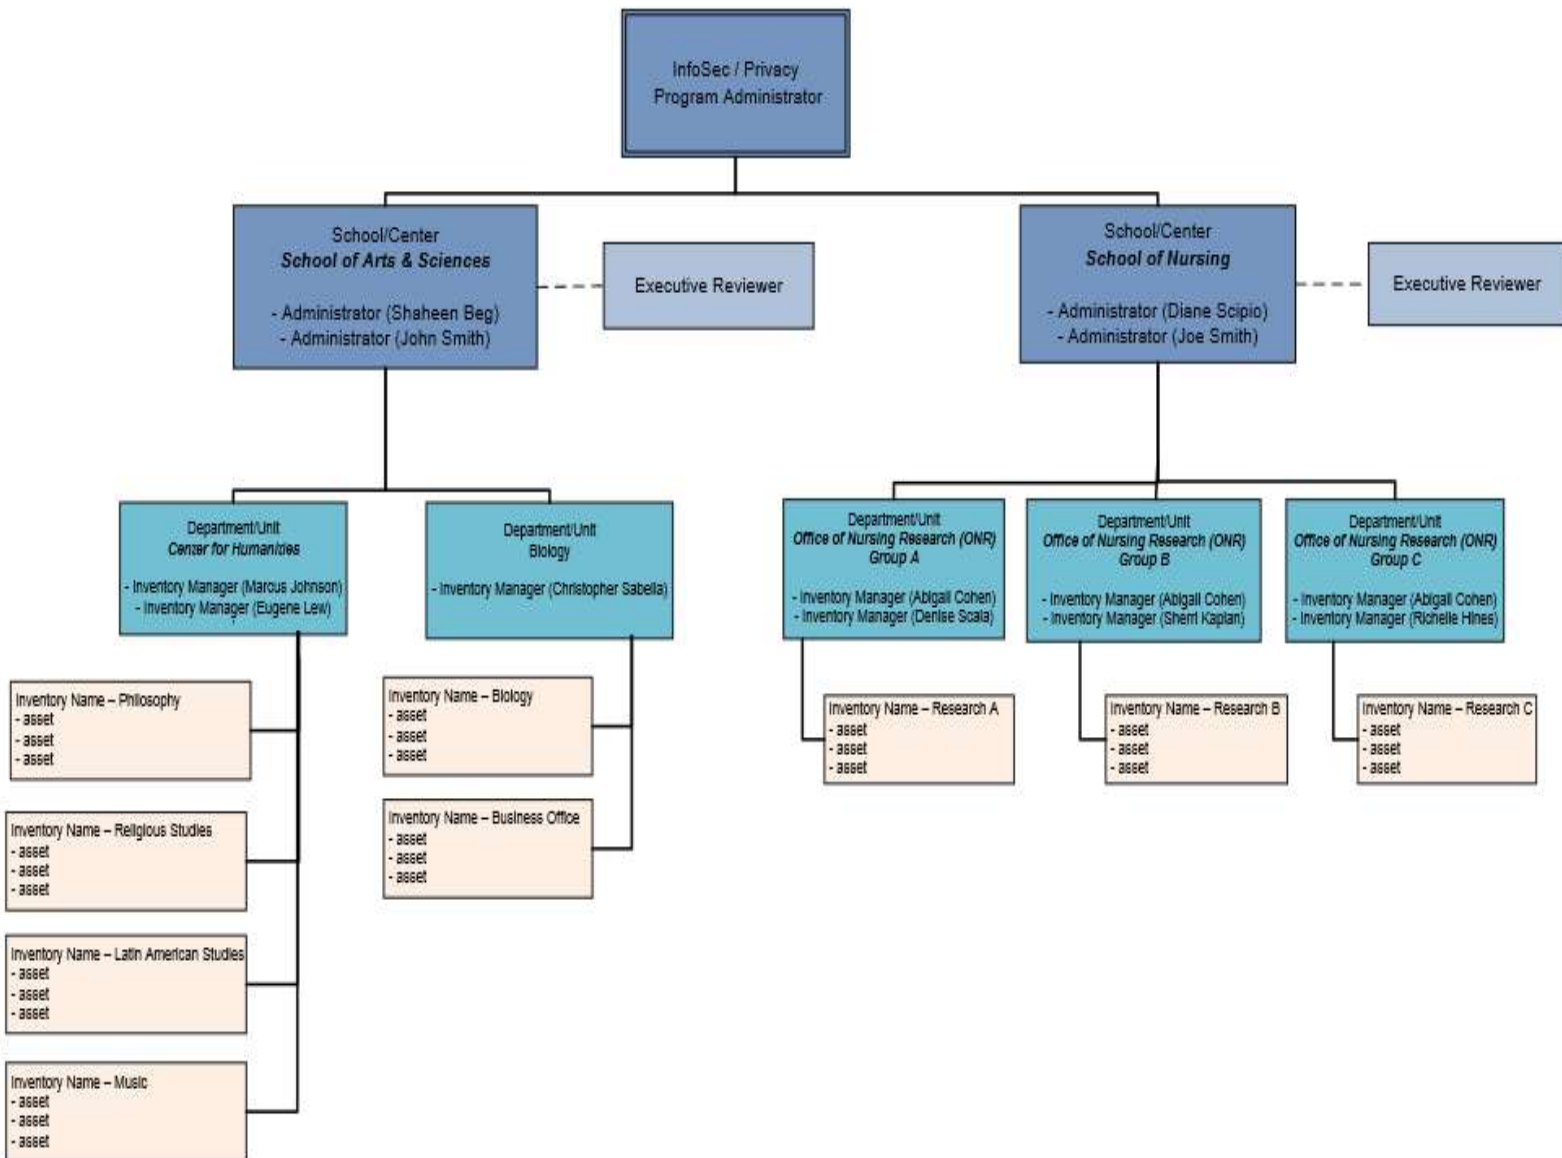 InfoSec / Privacy
Program Administrator
School/Center
School of Arts & Sciences
- Administrator (Shaheen Beg)
- Administrator (John Smith)
Executive Reviewer
School/Center
School of Nursing
- Administrator (Diane Scipio)
- Administrator (Joe Smith)
Executive Reviewer
Department/Unit
Center for Humanities
- Inventory Manager (Marcus Johnson)
- Inventory Manager (Eugene Lew)
Department/Unit
Biology
- Inventory Manager (Christopher Sabella)
Department/Unit
Office of Nursing Research (ONR)
Group A
- Inventory Manager (Abigail Cohen)
- Inventory Manager (Denise Scala)
Department/Unit
Office of Nursing Research (ONR)
Group B
- Inventory Manager (Abigail Cohen)
- Inventory Manager (Sherri Kaplan)
Department/Unit
Office of Nursing Research (ONR)
Group C
- Inventory Manager (Abigail Cohen)
- Inventory Manager (Richelle Hines)
Inventory Name – Philosophy
- asset
- asset
- asset
Inventory Name – Religious Studies
- asset
- asset
- asset
Inventory Name – Latin American Studies
- asset
- asset
- asset
Inventory Name – Music
- asset
- asset
- asset
Inventory Name – Biology
- asset
- asset
- asset
Inventory Name – Business Office
- asset
- asset
- asset
Inventory Name – Research A
- asset
- asset
- asset
Inventory Name – Research B
- asset
- asset
- asset
Inventory Name – Research C
- asset
- asset
- asset